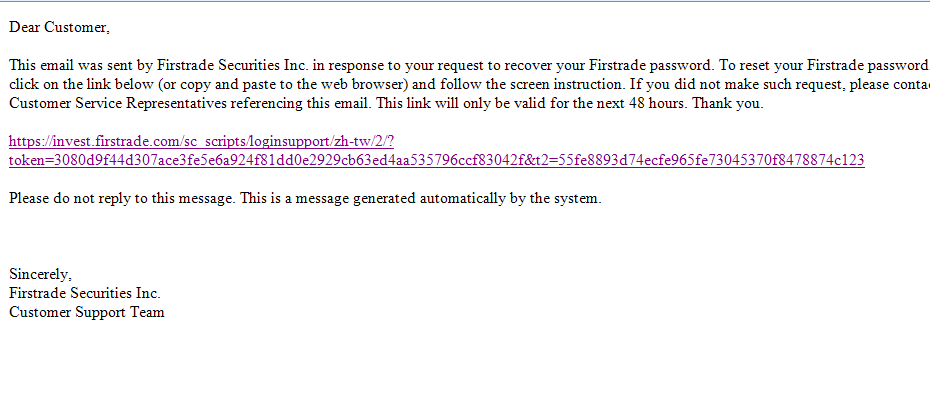 Dear Customer,
This email was sent by Firstrade Securities Inc. in response to your request to recover your Firstrade password. To reset your Firstrade password
click on the link below (or copy and paste to the web browser) and follow the screen instruction. If you did not make such request, please conta
Customer Service Representatives referencing this email. This link will only be valid for the next 48 hours. Thank you.
https://invest.firstrade.com/sc_scripts/loginsupport/zh-tw/2/?
token=3080d9f44d307ace3fe5e6a924f81dd0e2929cb63ed4aa535796ccf83042f&t2=55fe8893d74ecfe965fe73045370f8478874c123
Please do not reply to this message. This is a message generated automatically by the system.
Sincerely,
Firstrade Securities Inc.
Customer Support Team